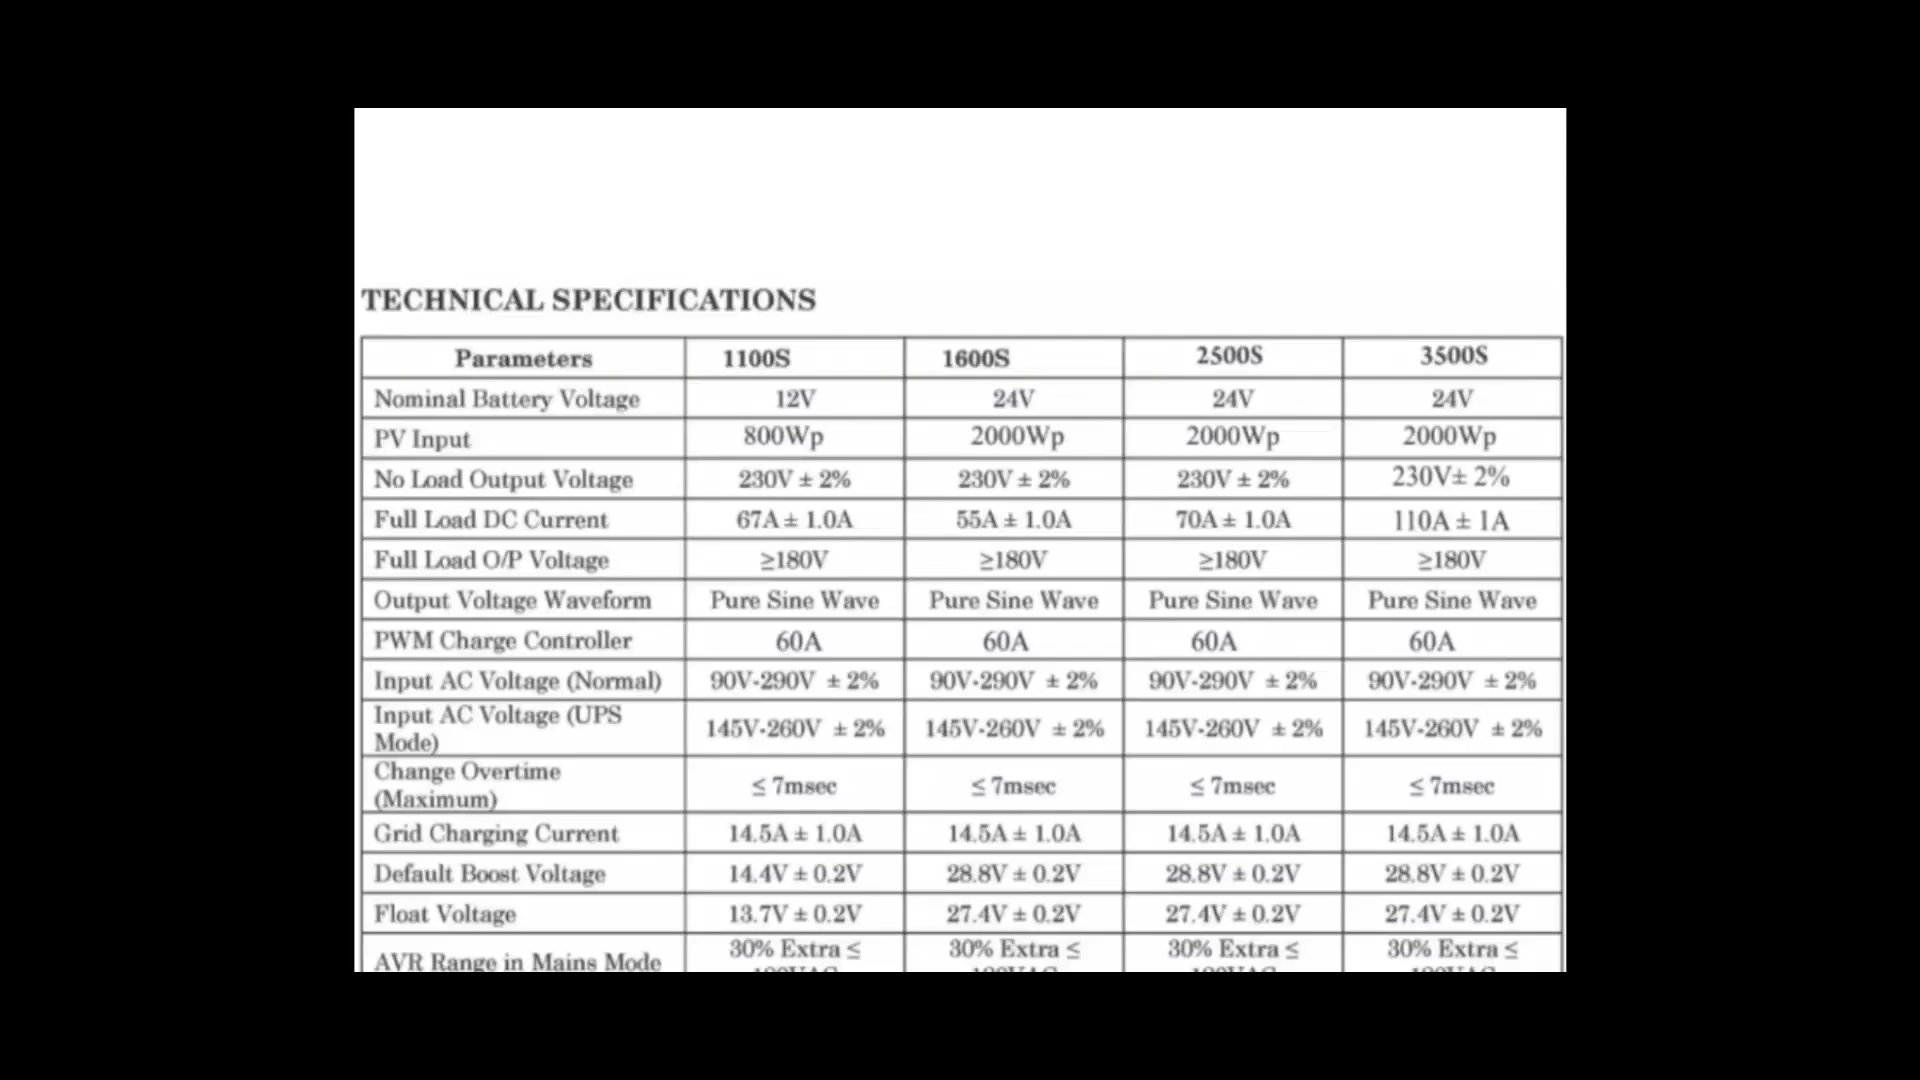 TECHNICAL SPECIFICATIONS
Parameters 1100S 1600S 2500S 3500S
Nominal Battery Voltage 12V 24V 24V 24V
PV Input 800Wp 2000Wp 2000Wp 2000Wp
No Load Output Voltage 230V ± 2% 230V ± 2% 230V ± 2% 230V± 2%
Full Load DC Current 67A ± 1.0A 55A ± 1.0A 70A ± 1.0A 110A ± 1A
Full Load O/P Voltage ≥180V ≥180V ≥180V ≥180V
Output Voltage Waveform Pure Sine Wave Pure Sine Wave Pure Sine Wave Pure Sine Wave
PWM Charge Controller 60A 60A 60A 60A
Input AC Voltage (Normal) 90V-290V ± 2% 90V-290V ± 2% 90V-290V ± 2% 90V-290V ± 2%
Input AC Voltage (UPS
Mode) 145V-260V ± 2% 145V-260V ± 2% 145V-260V ± 2% 145V-260V ± 2%
Change Overtime
(Maximum) ≤ 7msec ≤ 7msec ≤ 7msec ≤ 7msec
Grid Charging Current 14.5A ± 1.0A 14.5A ± 1.0A 14.5A ± 1.0A 14.5A ± 1.0A
Default Boost Voltage 14.4V ± 0.2V 28.8V ± 0.2V 28.8V ± 0.2V 28.8V ± 0.2V
Float Voltage 13.7V ± 0.2V 27.4V ± 0.2V 27.4V ± 0.2V 27.4V ± 0.2V
AVR Range in Mains Mode 30% Extra ≤ 30% Extra ≤ 30% Extra ≤ 30% Extra ≤